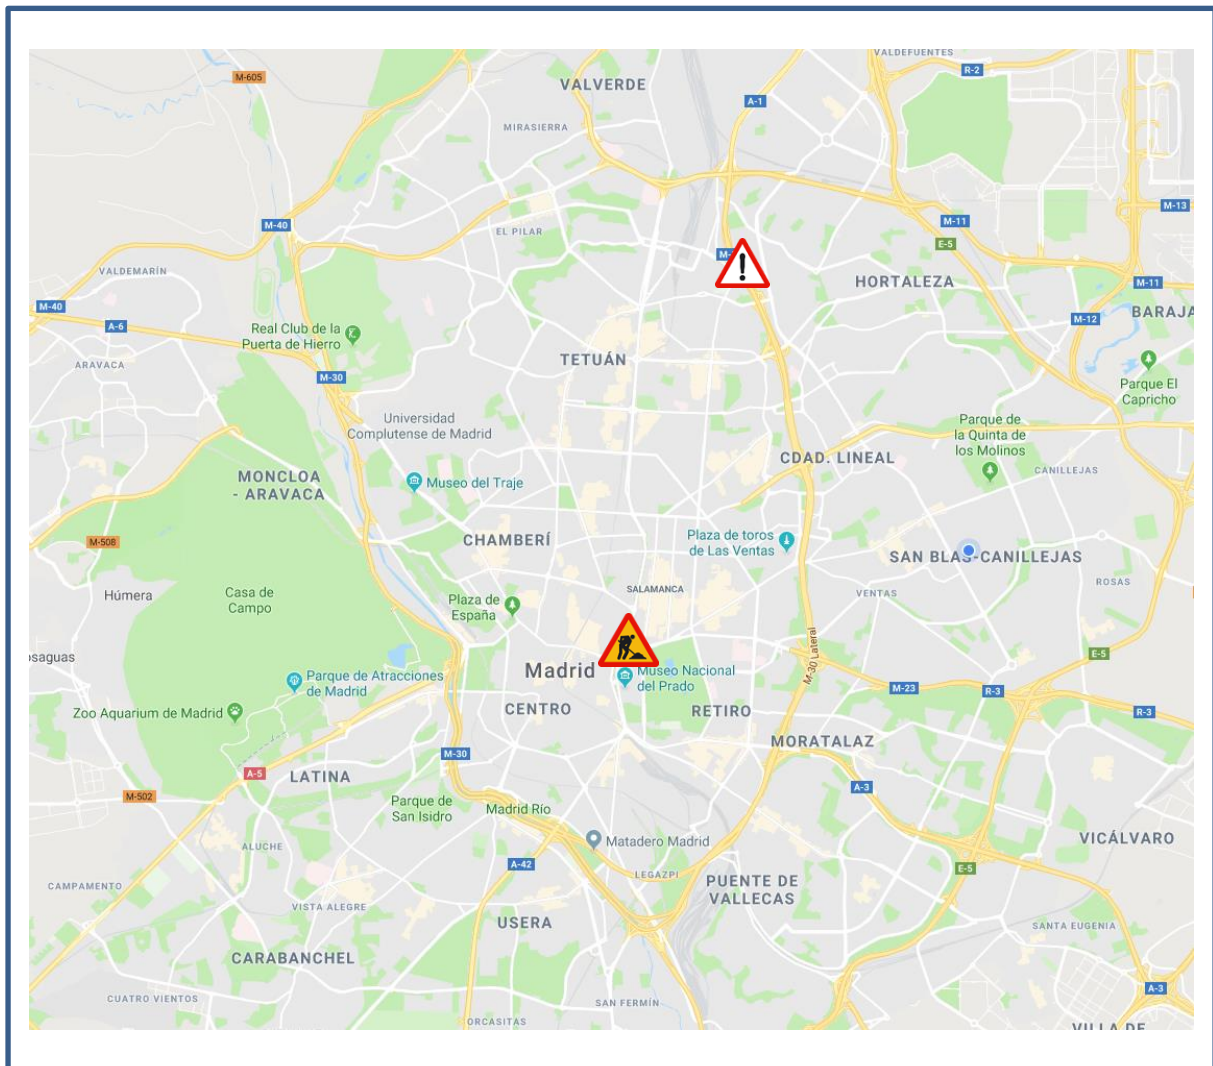 VALDEFUENTES
R-2
M-605
VALVERDE
A-1
MIRASIERRA
M-13
M-40
M-11
EL PILAR
E-5
VALDEMARÍN
HORTALEZA
M-11
M-40
M-12
BARAJA
A-6
Real Club de la
Puerta de Hierro
TETUÁN
ARAVACA
M-30
Parque El
Capricho
Universidad
Complutense de Madrid
Parque de
la Quinta de
los Molinos
CDAD. LINEAL
CANILLEJAS
MONCLOA
- ARAVACA
Museo del Traje
M-508
CHAMBERÍ
Plaza de toros
de Las Ventas
SAN BLAS-CANILLEJAS
ROSAS
Húmera
Casa de
Campo
Plaza de
España
SALAMANCA
VENTAS
M-30 Lateral
osaguas
E-5
Madrid
Parque de Atracciones
de Madrid
Museo Nacional
del Prado
M-23
R-3
Zoo Aquarium de Madrid
CENTRO
RETIRO
R-3
MORATALAZ
M-30
A-5
LATINA
A-3
M-502
Parque de
San Isidro
Madrid Río
Matadero Madrid
VICÁLVARO
ALUCHE
A-42
LEGAZPI
E-5
CAMPAMENTO
PUENTE DE
VALLECAS
VISTA ALEGRE
USERA
SANTA EUGENIA
CARABANCHEL
A-3
CUATRO VIENTOS
SAN FERMÍN
ORCASITAS
VILLA DE